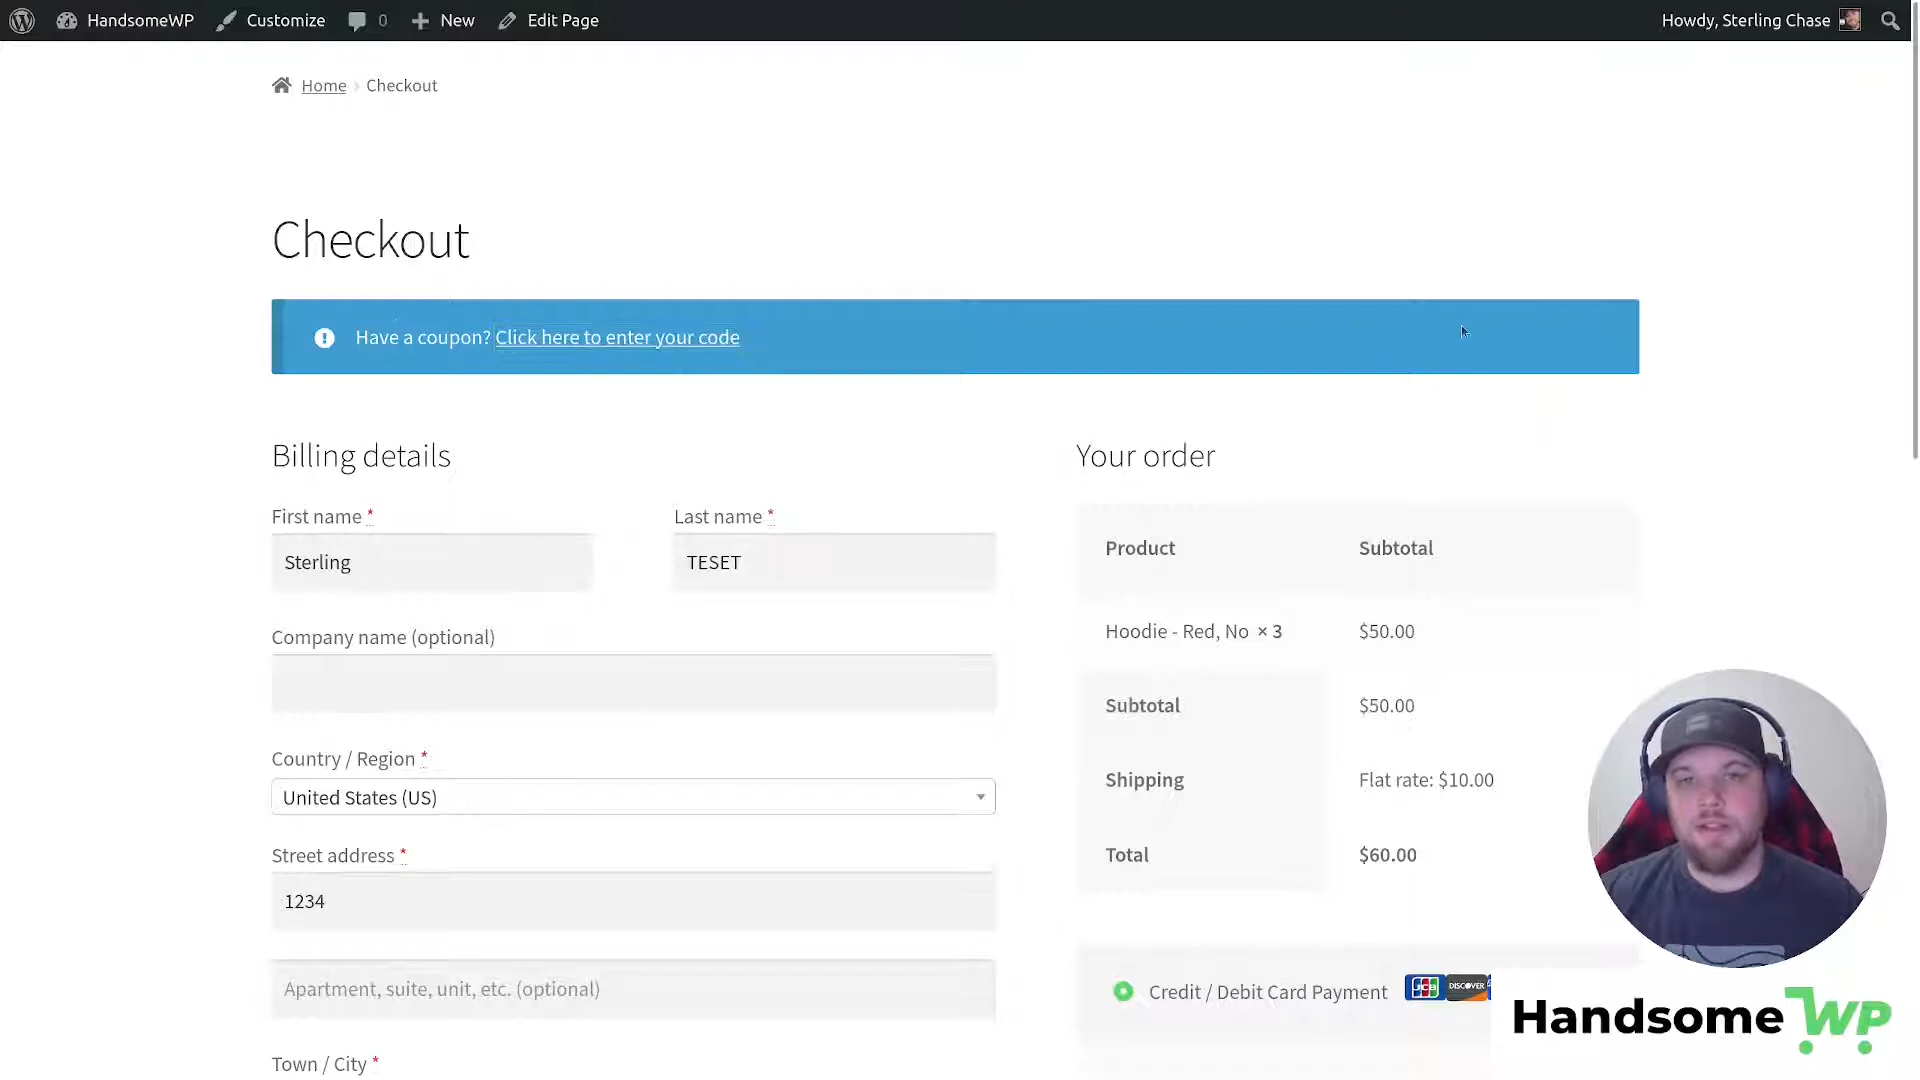 HandsomeWP Customize 0 New Edit Page Howdy, Sterling Chase
Home Checkout
Checkout
Have a coupon? Click here to enter your code
Billing details
First name * Last name *
Sterling TESET
Company name (optional)
Country / Region *
United States (US)
Street address *
1234
Apartment, suite, unit, etc. (optional)
Town / City *
Your order
Product Subtotal
Hoodie - Red, No × 3 $50.00
Subtotal $50.00
Shipping Flat rate: $10.00
Total $60.00
Credit / Debit Card Payment JCB DISCOVER
Handsome WP